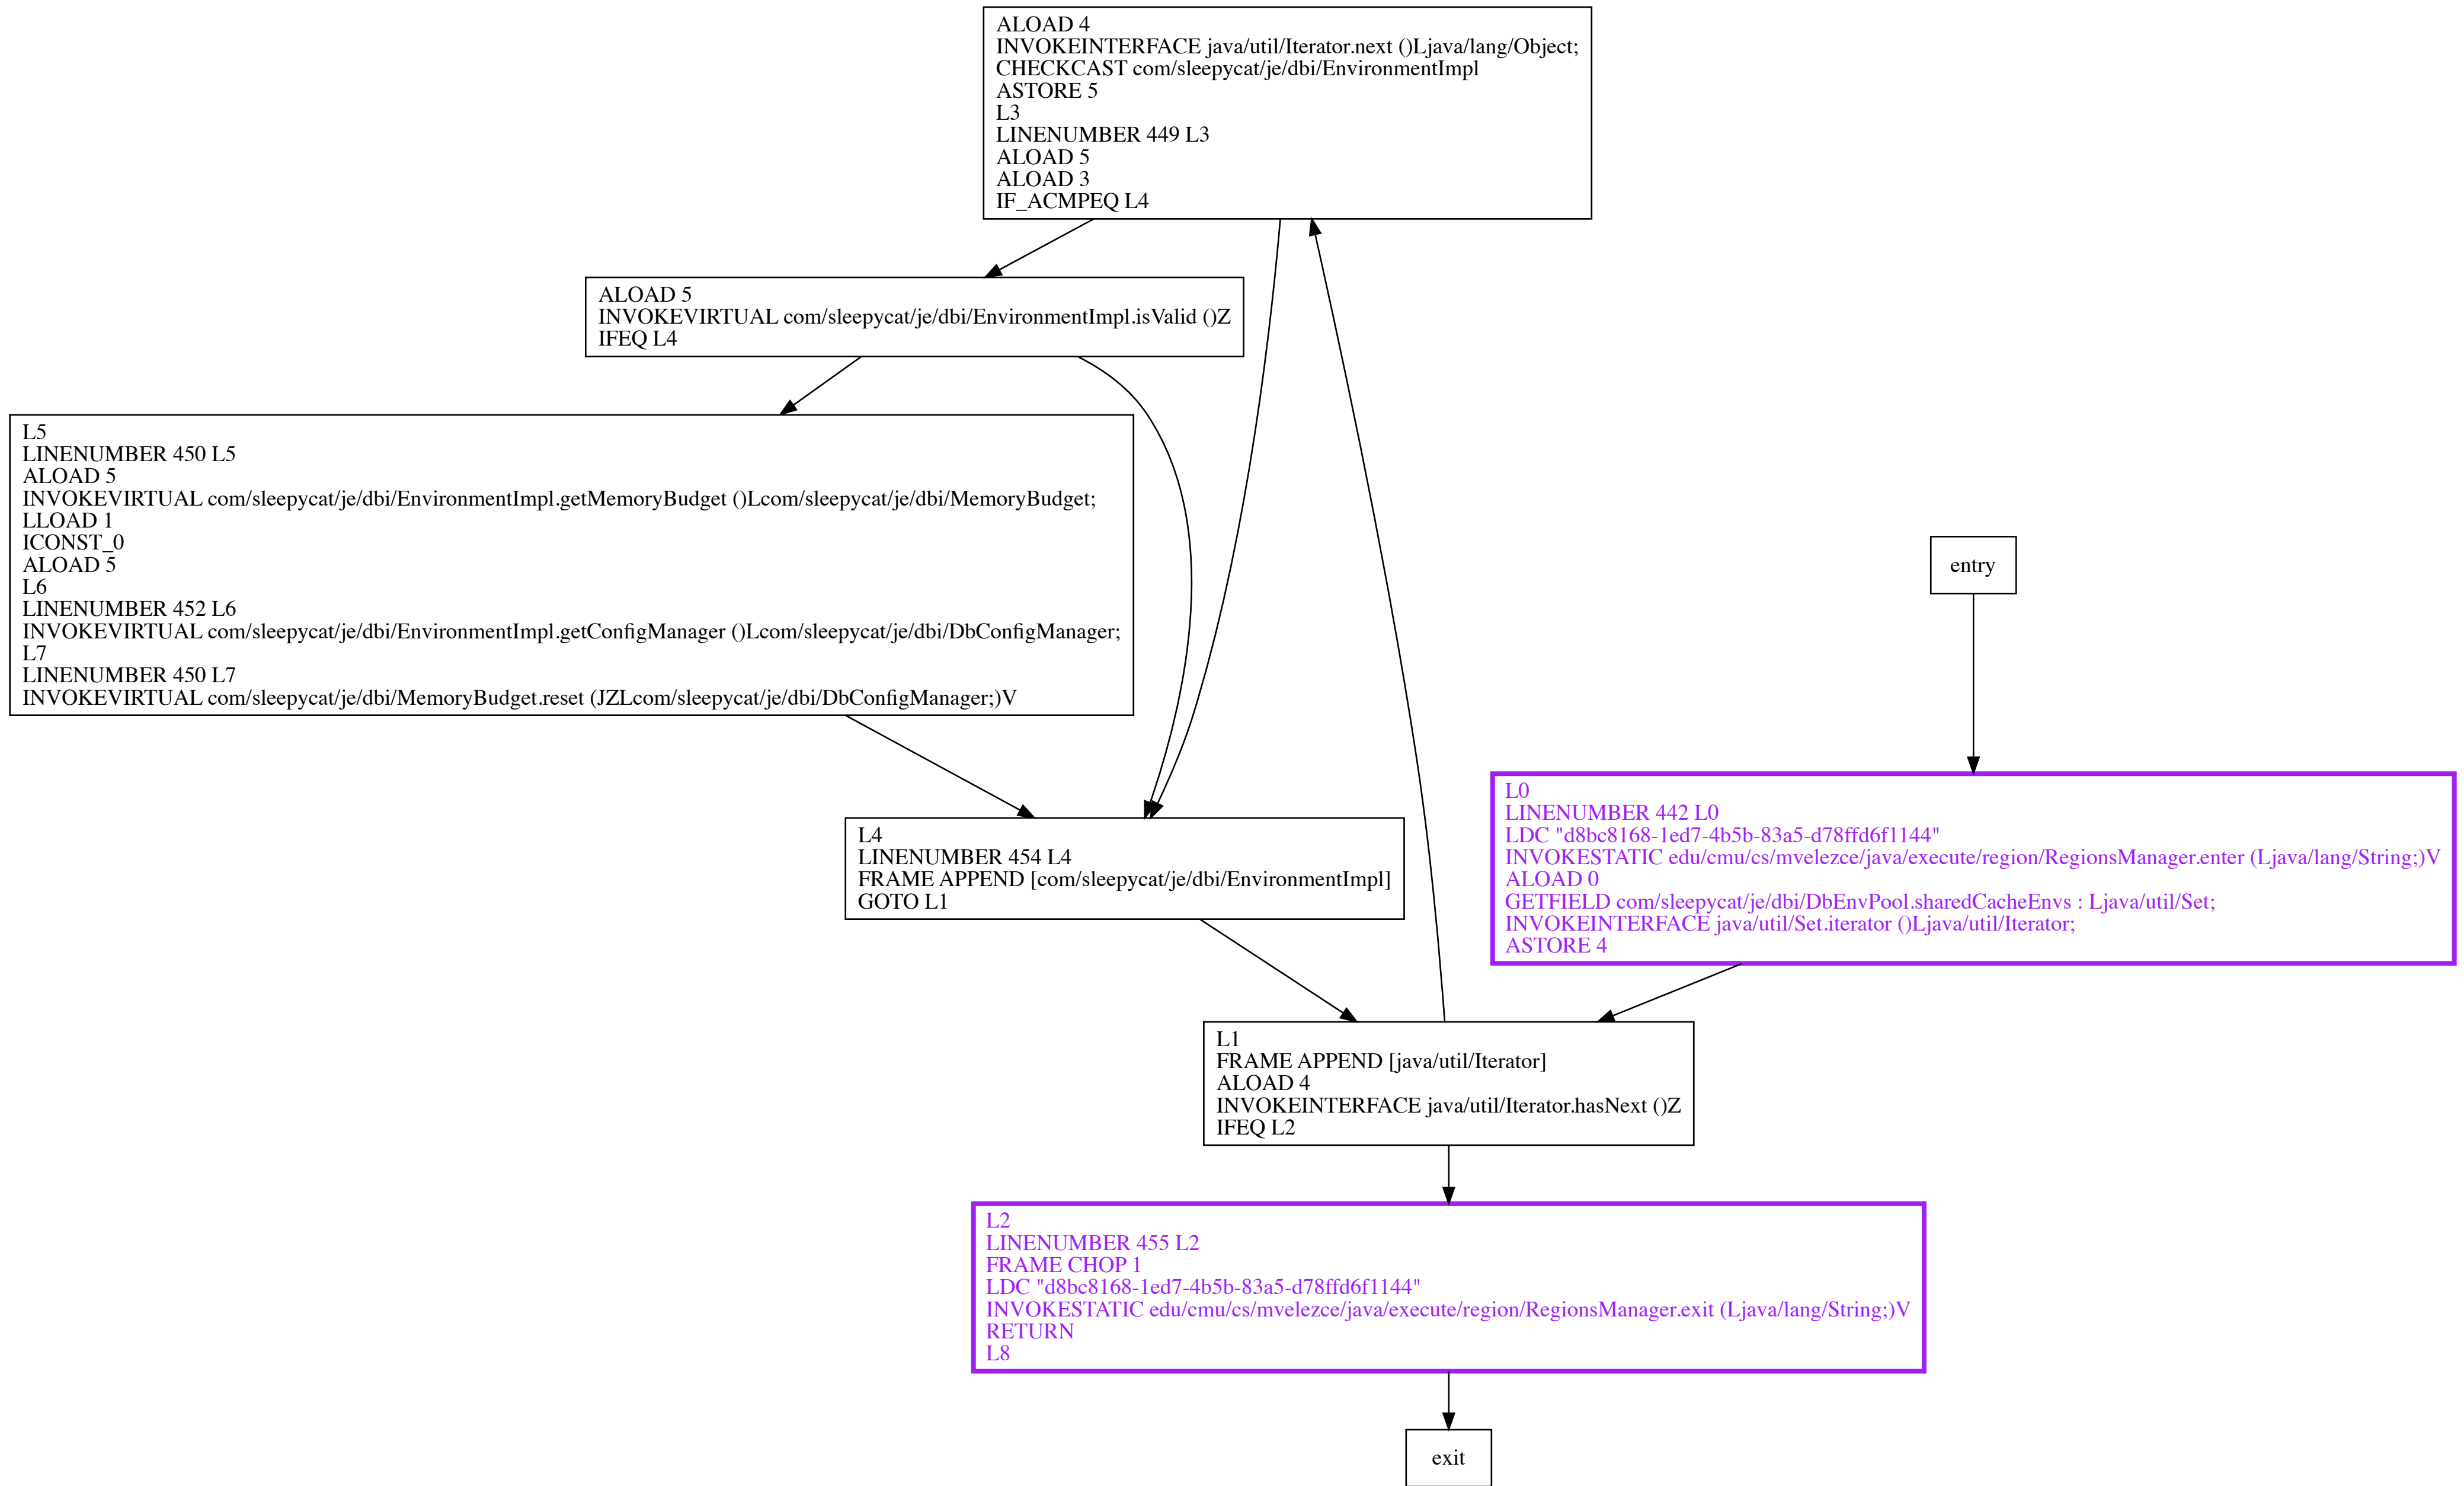 ALOAD 4
INVOKEINTERFACE java/util/Iterator.next ()Ljava/lang/Object;
CHECKCAST com/sleepycat/je/dbi/EnvironmentImpl
ASTORE 5
L3
LINENUMBER 449 L3
ALOAD 5
ALOAD 3
IF_ACMPEQ L4
ALOAD 5
INVOKEVIRTUAL com/sleepycat/je/dbi/EnvironmentImpl.isValid ()Z
IFEQ L4
L5
LINENUMBER 450 L5
ALOAD 5
INVOKEVIRTUAL com/sleepycat/je/dbi/EnvironmentImpl.getMemoryBudget ()Lcom/sleepycat/je/dbi/MemoryBudget;
LLOAD 1
ICONST_0
ALOAD 5
L6
LINENUMBER 452 L6
INVOKEVIRTUAL com/sleepycat/je/dbi/EnvironmentImpl.getConfigManager ()Lcom/sleepycat/je/dbi/DbConfigManager;
L7
LINENUMBER 450 L7
INVOKEVIRTUAL com/sleepycat/je/dbi/MemoryBudget.reset (JZLcom/sleepycat/je/dbi/DbConfigManager;)V
entry
L0
LINENUMBER 442 L0
LDC "d8bc8168-1ed7-4b5b-83a5-d78ffd6f1144"
INVOKESTATIC edu/cmu/cs/mvelezce/java/execute/region/RegionsManager.enter (Ljava/lang/String;)V
ALOAD 0
GETFIELD com/sleepycat/je/dbi/DbEnvPool.sharedCacheEnvs : Ljava/util/Set;
INVOKEINTERFACE java/util/Set.iterator ()Ljava/util/Iterator;
ASTORE 4
L4
LINENUMBER 454 L4
FRAME APPEND [com/sleepycat/je/dbi/EnvironmentImpl]
GOTO L1
L1
FRAME APPEND [java/util/Iterator]
ALOAD 4
INVOKEINTERFACE java/util/Iterator.hasNext ()Z
IFEQ L2
L2
LINENUMBER 455 L2
FRAME CHOP 1
LDC "d8bc8168-1ed7-4b5b-83a5-d78ffd6f1144"
INVOKESTATIC edu/cmu/cs/mvelezce/java/execute/region/RegionsManager.exit (Ljava/lang/String;)V
RETURN
L8
exit